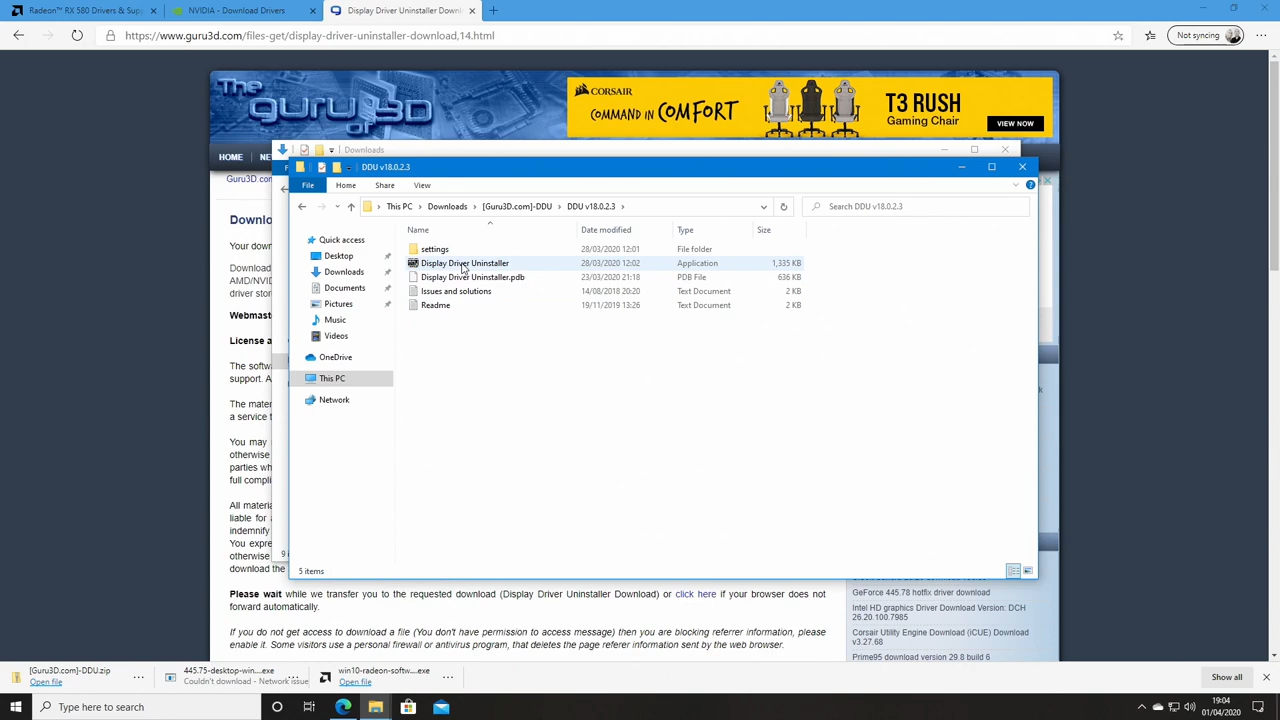 Radeon™ RX 580 Drivers & Supp
NVIDIA - Download Drivers
Display Driver Uninstaller Downl
https://www.guru3d.com/files-get/display-driver-uninstaller-download,14.html
Not syncing
The guru3D of
CORSAIR
COMMAND IN COMFORT
T3 RUSH
Gaming Chair
VIEW NOW
HOME
NE
Downloads
DDU v18.0.2.3
File
Home
Share
View
This PC
Downloads
[Guru3D.com]-DDU
DDU v18.0.2.3
Search DDU v18.0.2.3
Name
Date modified
Type
Size
Quick access
Desktop
Downloads
Documents
Pictures
Music
Videos
OneDrive
This PC
Network
settings 28/03/2020 12:01 File folder
Display Driver Uninstaller 28/03/2020 12:02 Application 1,335 KB
Display Driver Uninstaller.pdb 23/03/2020 21:18 PDB File 636 KB
Issues and solutions 14/08/2018 20:20 Text Document 2 KB
Readme 19/11/2019 13:26 Text Document 2 KB
5 items
Guru3D.con
Downlo
Your down
Download
AMD/NVID
driver stor
Webmast
License a
The softw
support. A
The mater
a service t
You may
otherwise
parties wh
full compli
All materia
liable for a
indemnify
You expre
otherwise
download the
9 i
Please wait while we transfer you to the requested download (Display Driver Uninstaller Download) or click here if your browser does not
forward automatically.
If you do not get access to download a file (You don't have permission to access message) then you are blocking referrer information, please
enable it. Some visitors use a personal firewall or antivirus program, that deletes the page referer information sent by the web browser.
GeForce 445.78 hotfix driver download
Intel HD graphics Driver Download Version: DCH
26.20.100.7985
Corsair Utility Engine Download (iCUE) Download
v3.27.68
Prime95 download version 29.8 build 6
[Guru3D.com]-DDU.zip
Open file
445.75-desktop-win....exe
Couldn't download - Network issue
win10-radeon-softw....exe
Open file
Show all
Type here to search
19:04
01/04/2020